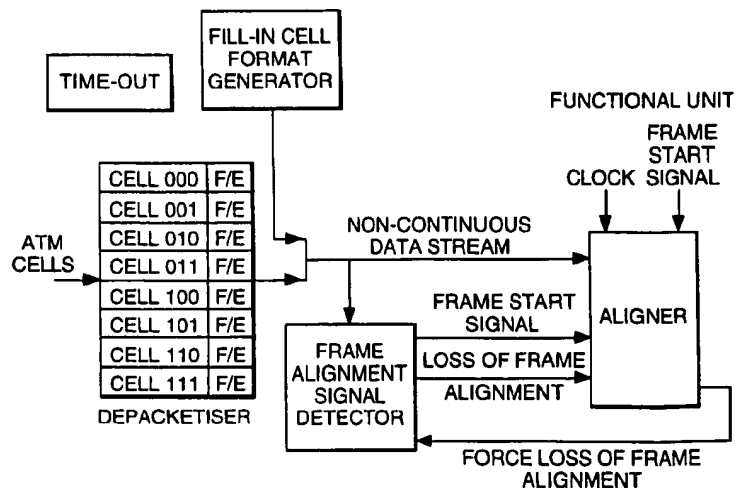 FILL-IN CELL
FORMAT
GENERATOR
TIME-OUT
FUNCTIONAL UNIT
FRAME
START
CLOCK SIGNAL
CELL 000 F/E
CELL 001 F/E
CELL 010 F/E
CELL 011 F/E
CELL 100 F/E
CELL 101 F/E
CELL 110 F/E
CELL 111 F/E
ATM
CELLS
DEPACKETISER
NON-CONTINUOUS
DATA STREAM
FRAME START
SIGNAL
LOSS OF FRAME
ALIGNMENT
ALIGNER
FRAME
ALIGNMENT
SIGNAL
DETECTOR
FORCE LOSS OF FRAME
ALIGNMENT